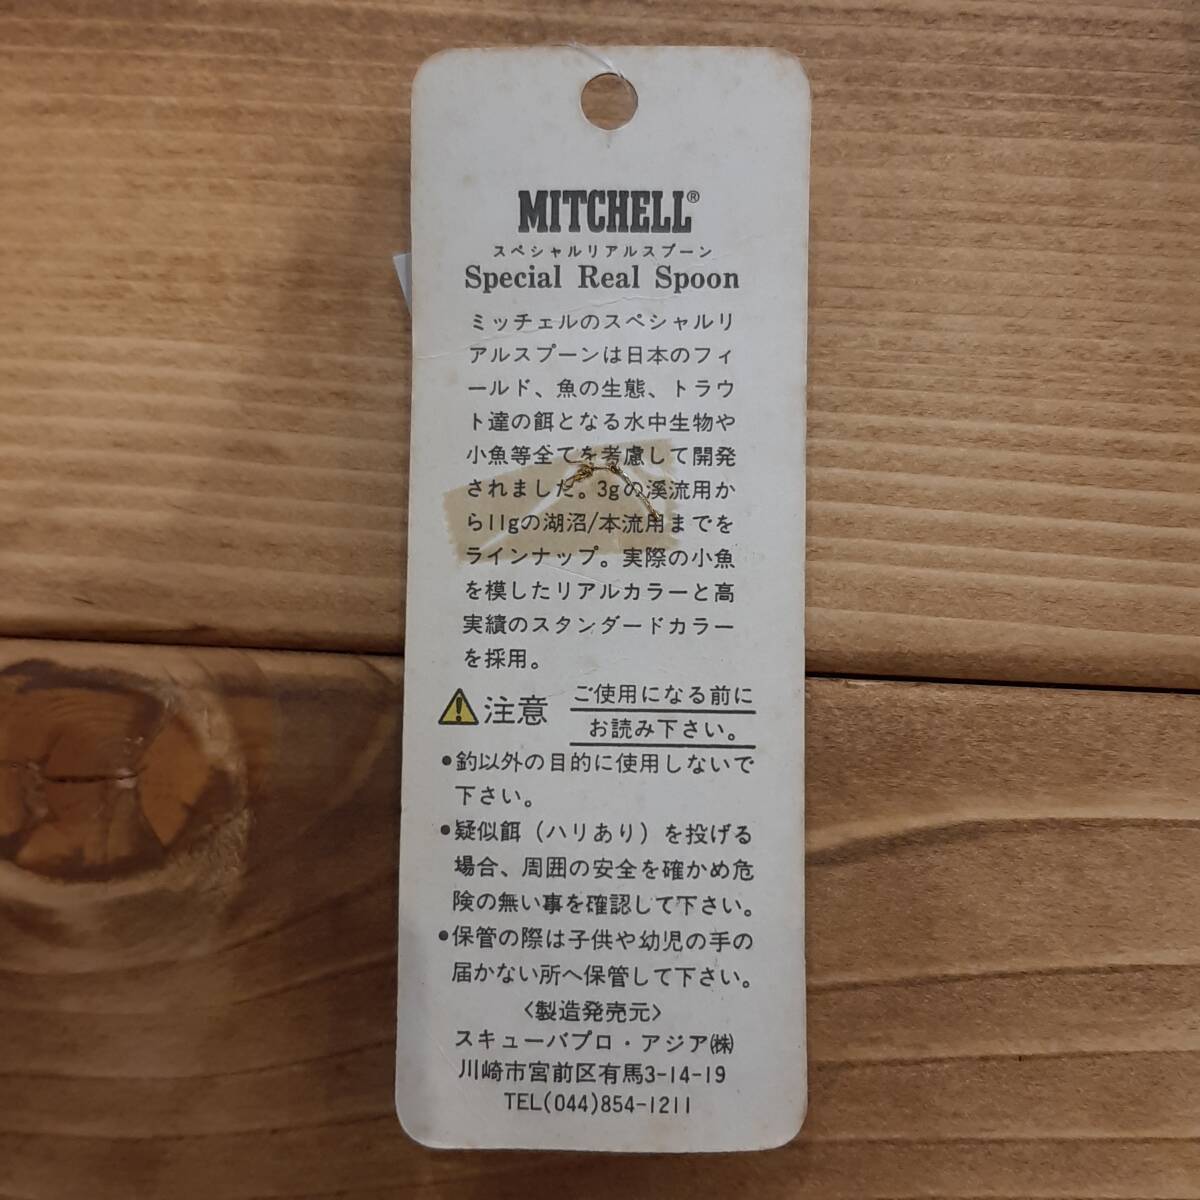 MITCHELL®
スペシャルリアルスプーン
Special Real Spoon
ミッチェルのスペシャルリ
アルスプーンは日本のフィ
ールド、魚の生態、トラウ
ト達の餌となる水中生物や
小魚等全てを考慮して開発
されました。3gの渓流用か
ら11gの湖沼/本流用までを
ラインナップ。実際の小魚
を模したリアルカラーと高
実績のスタンダードカラー
を採用。
注意 ご使用になる前に
お読み下さい。
●釣以外の目的に使用しないで
下さい。
●疑似餌（ハリあり）を投げる
場合、周囲の安全を確かめ危
険の無い事を確認して下さい。
●保管の際は子供や幼児の手の
届かない所へ保管して下さい。
〈製造発売元〉
スキューバプロ・アジア㈱
川崎市宮前区有馬3-14-19
TEL(044)854-1211